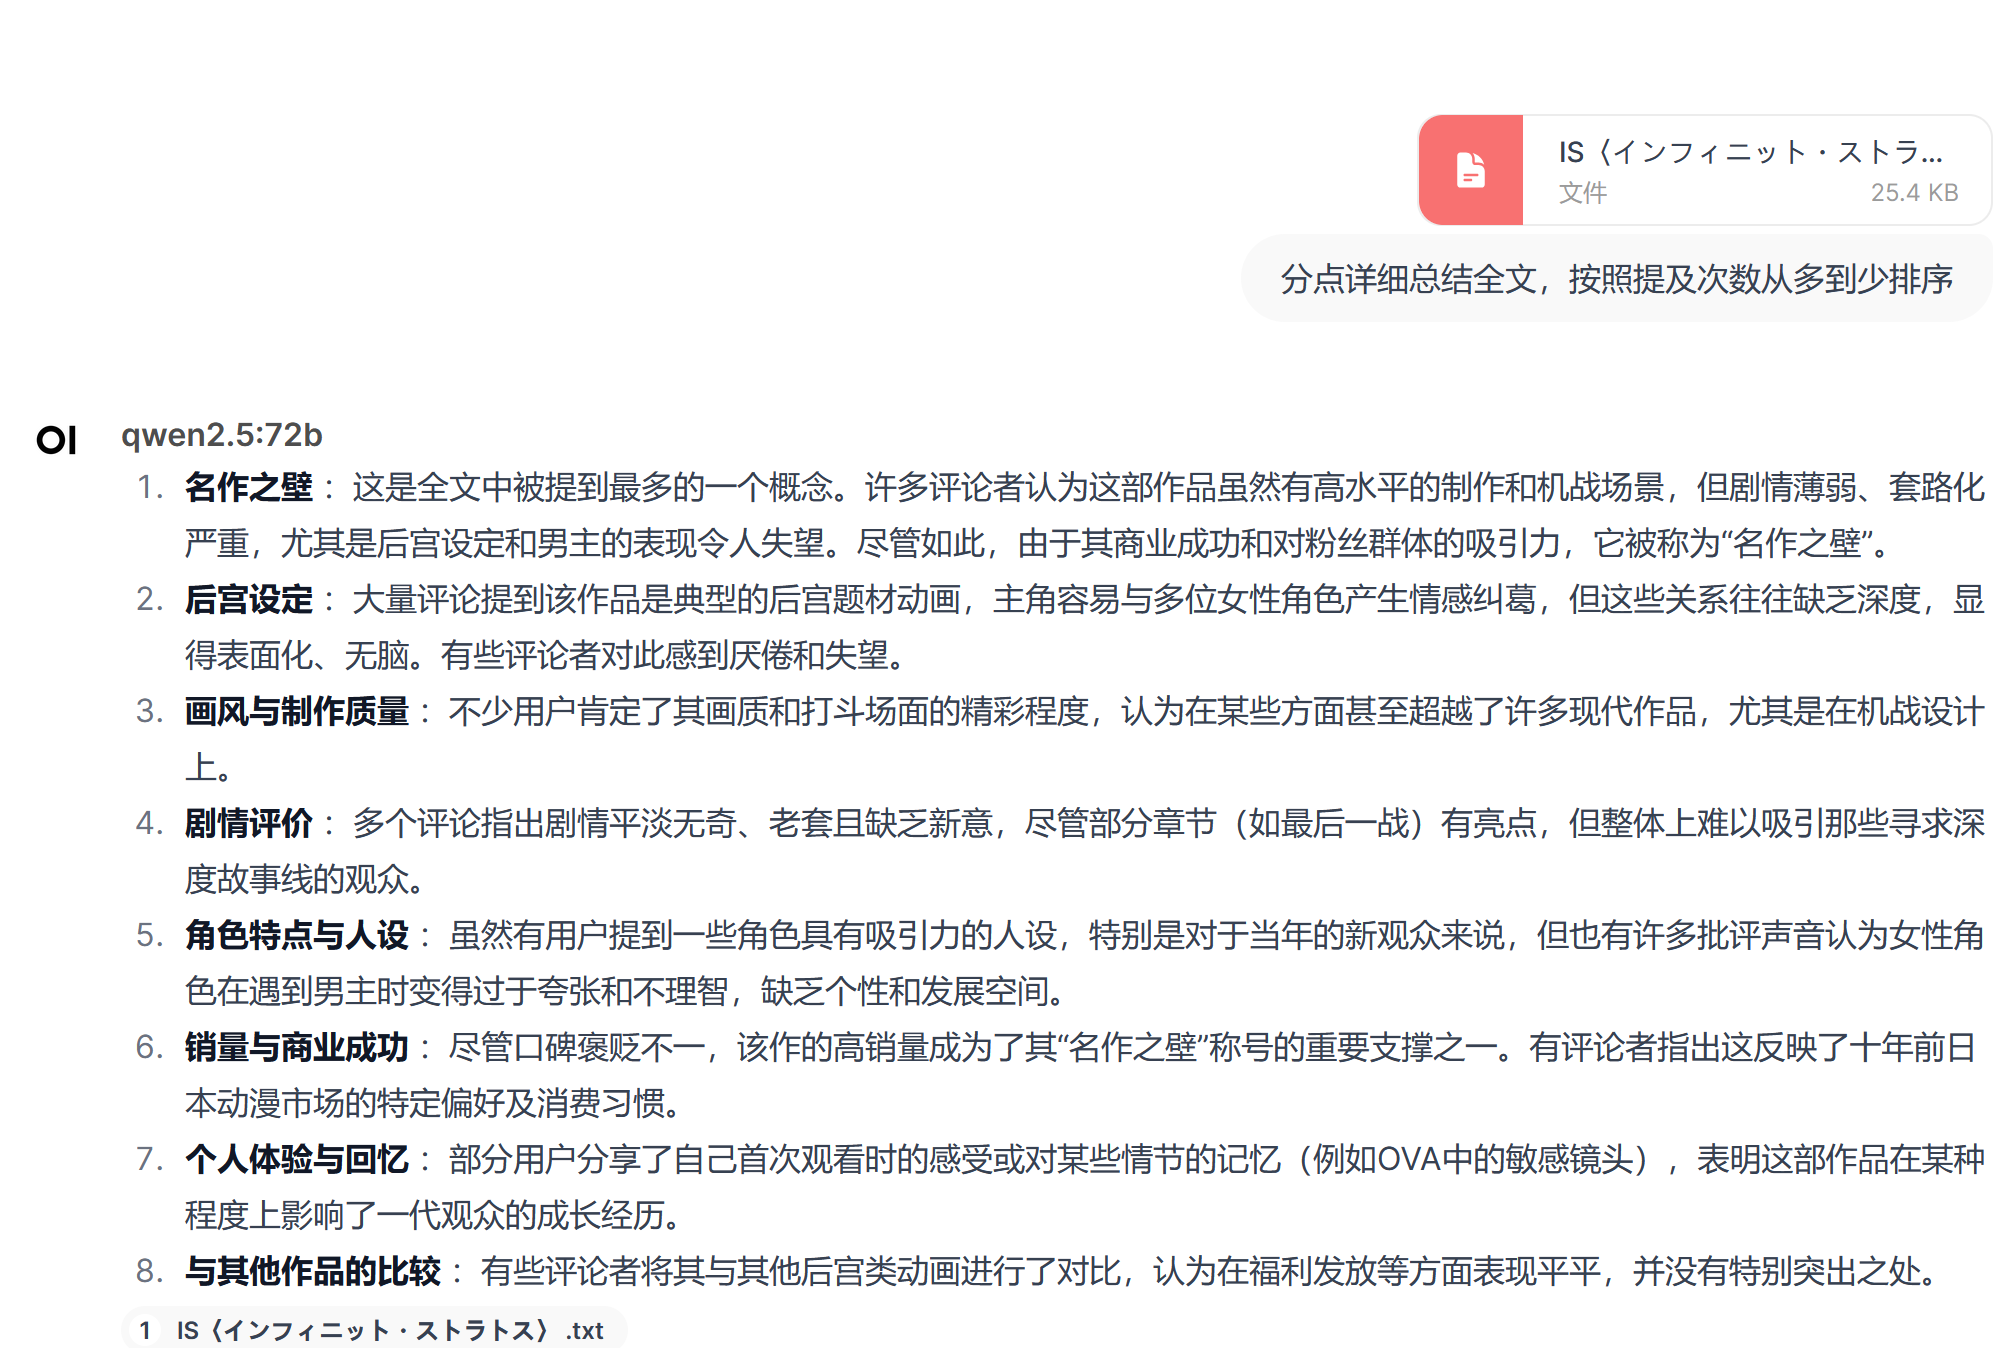 IS〈インフィニット・ストラ...
文件 25.4 KB
分点详细总结全文，按照提及次数从多到少排序
OI qwen2.5:72b
1. 名作之壁：这是全文中被提到最多的一个概念。许多评论者认为这部作品虽然有高水平的制作和机战场景，但剧情薄弱、套路化
严重，尤其是后宫设定和男主的表现令人失望。尽管如此，由于其商业成功和对粉丝群体的吸引力，它被称为“名作之壁”。
2. 后宫设定：大量评论提到该作品是典型的后宫题材动画，主角容易与多位女性角色产生情感纠葛，但这些关系往往缺乏深度，显
得表面化、无脑。有些评论者对此感到厌倦和失望。
3. 画风与制作质量：不少用户肯定了其画质和打斗场面的精彩程度，认为在某些方面甚至超越了许多现代作品，尤其是在机战设计
上。
4. 剧情评价：多个评论指出剧情平淡无奇、老套且缺乏新意，尽管部分章节（如最后一战）有亮点，但整体上难以吸引那些寻求深
度故事线的观众。
5. 角色特点与人设：虽然有用户提到一些角色具有吸引力的人设，特别是对于当年的新观众来说，但也有许多批评声音认为女性角
色在遇到男主时变得过于夸张和不理智，缺乏个性和发展空间。
6. 销量与商业成功：尽管口碑褒贬不一，该作的高销量成为了其“名作之壁”称号的重要支撑之一。有评论者指出这反映了十年前日
本动漫市场的特定偏好及消费习惯。
7. 个人体验与回忆：部分用户分享了自己首次观看时的感受或对某些情节的记忆（例如OVA中的敏感镜头），表明这部作品在某种
程度上影响了一代观众的成长经历。
8. 与其他作品的比较：有些评论者将其与其他后宫类动画进行了对比，认为在福利发放等方面表现平平，并没有特别突出之处。
1 IS〈インフィニット・ストラトス〉.txt